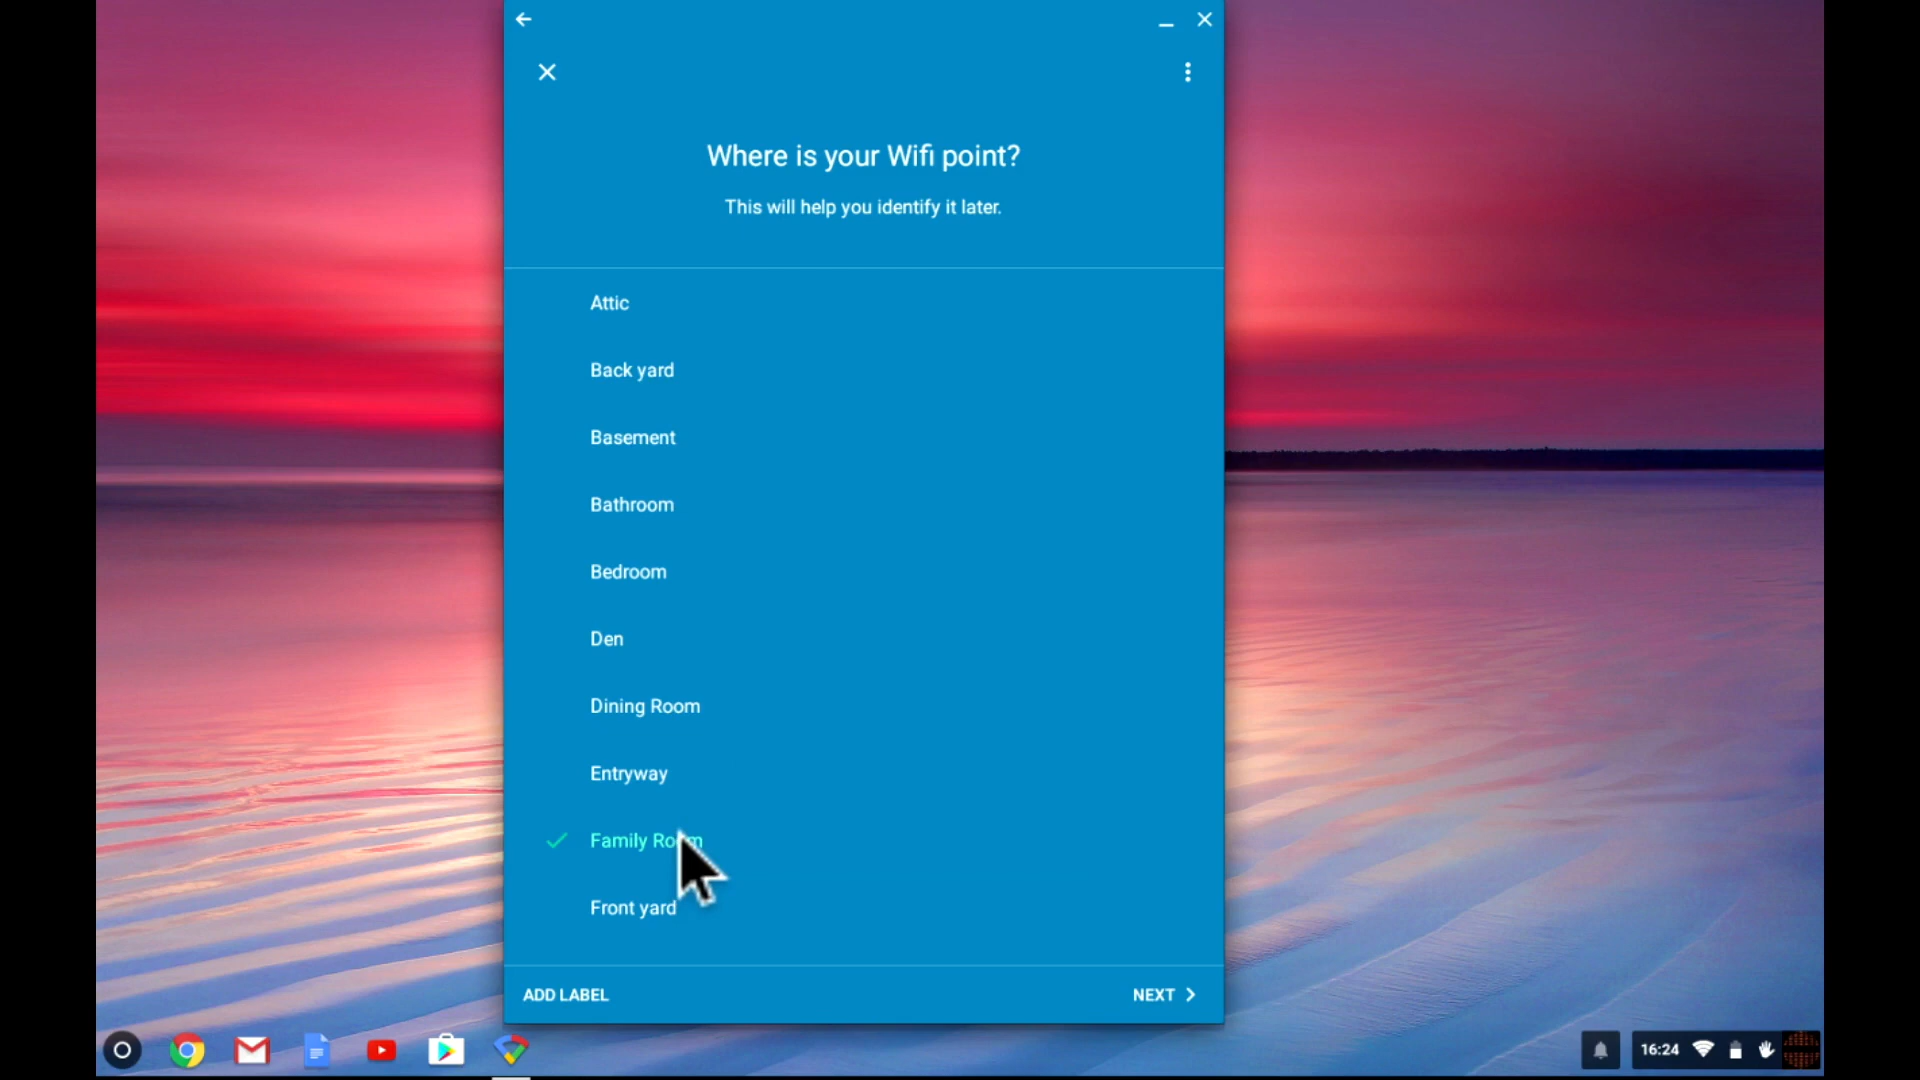 Where is your Wifi point?
This will help you identify it later.
Attic
Back yard
Basement
Bathroom
Bedroom
Den
Dining Room
Entryway
Family Room
Front yard
ADD LABEL
NEXT
16:24